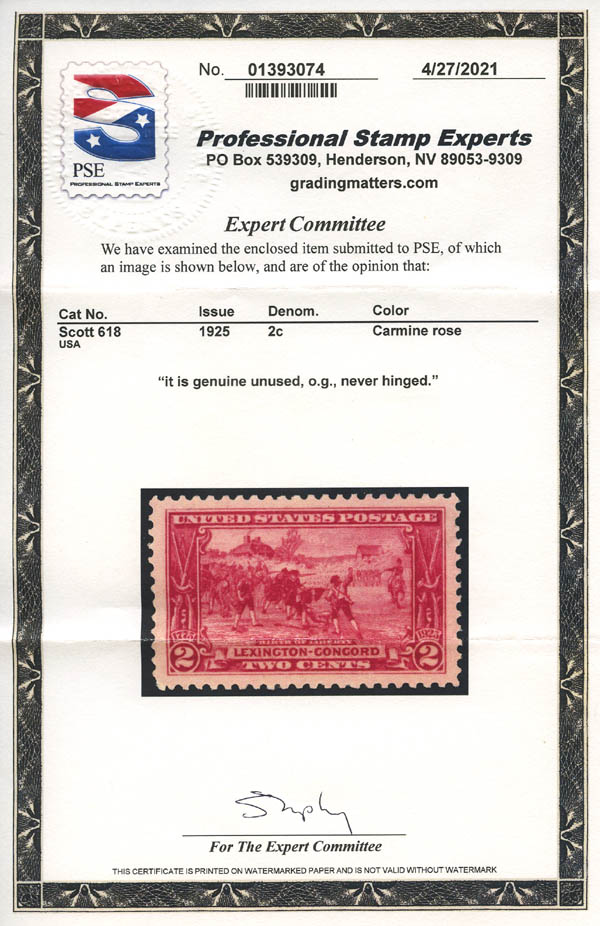 No. 01393074 4/27/2021
PSE
PROFESSIONAL STAMP EXPERTS
Professional Stamp Experts
PO Box 539309, Henderson, NV 89053-9309
gradingmatters.com
Expert Committee
We have examined the enclosed item submitted to PSE, of which
an image is shown below, and are of the opinion that:
Cat No. Issue Denom. Color
Scott 618 1925 2c Carmine rose
USA
“it is genuine unused, o.g., never hinged.”
UNITED STATES POSTAGE
1775 BIRTH OF LIBERTY 1925
2 LEXINGTON-CONCORD 2
TWO CENTS
For The Expert Committee
THIS CERTIFICATE IS PRINTED ON WATERMARKED PAPER AND IS NOT VALID WITHOUT WATERMARK